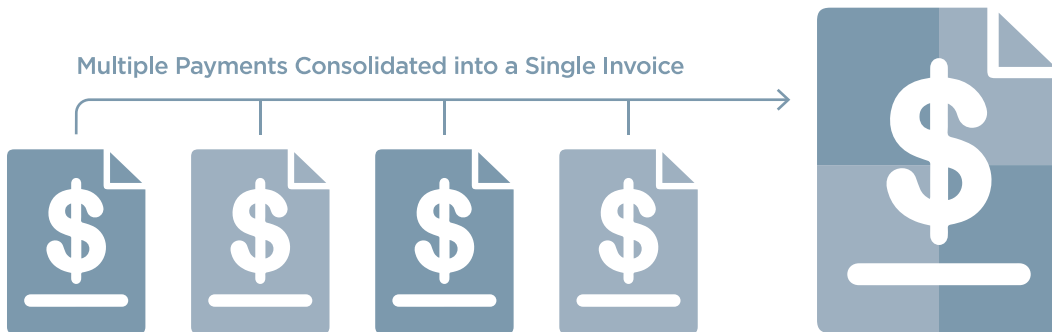 Multiple Payments Consolidated into a Single Invoice
$ $ $ $ $